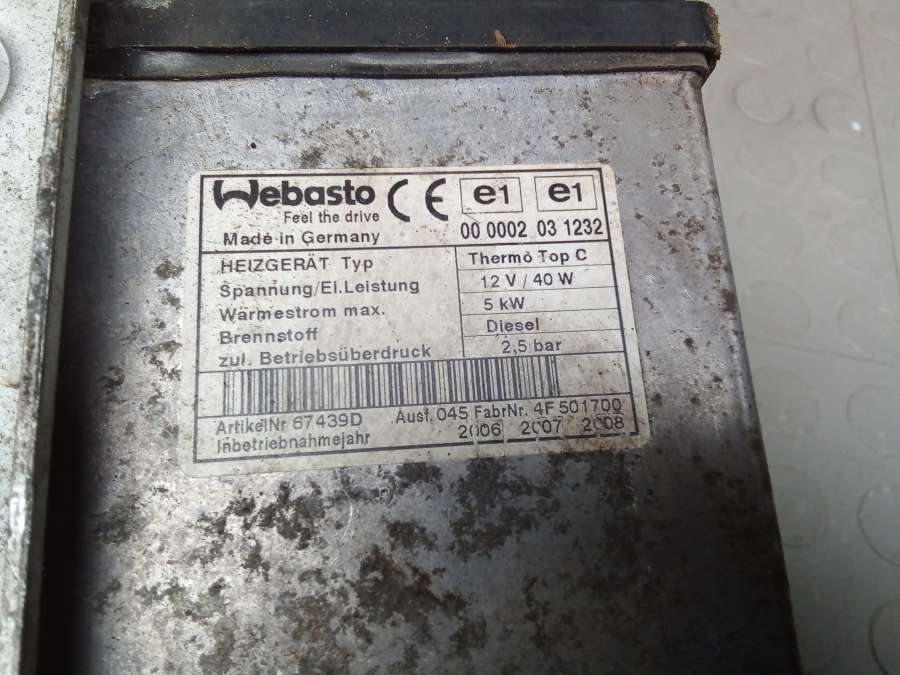 Webasto CE e1 e1
Feel the drive
Made in Germany 00 0002 03 1232
HEIZGERÄT Typ Thermo Top C
Spannung/El.Leistung 12 V / 40 W
Wärmestrom max. 5 kW
Brennstoff Diesel
zul. Betriebsüberdruck 2,5 bar
ArtikelNr 67439D Ausf. 045 FabrNr. 4F 501700
Inbetriebnahmejahr 2006 2007 2008